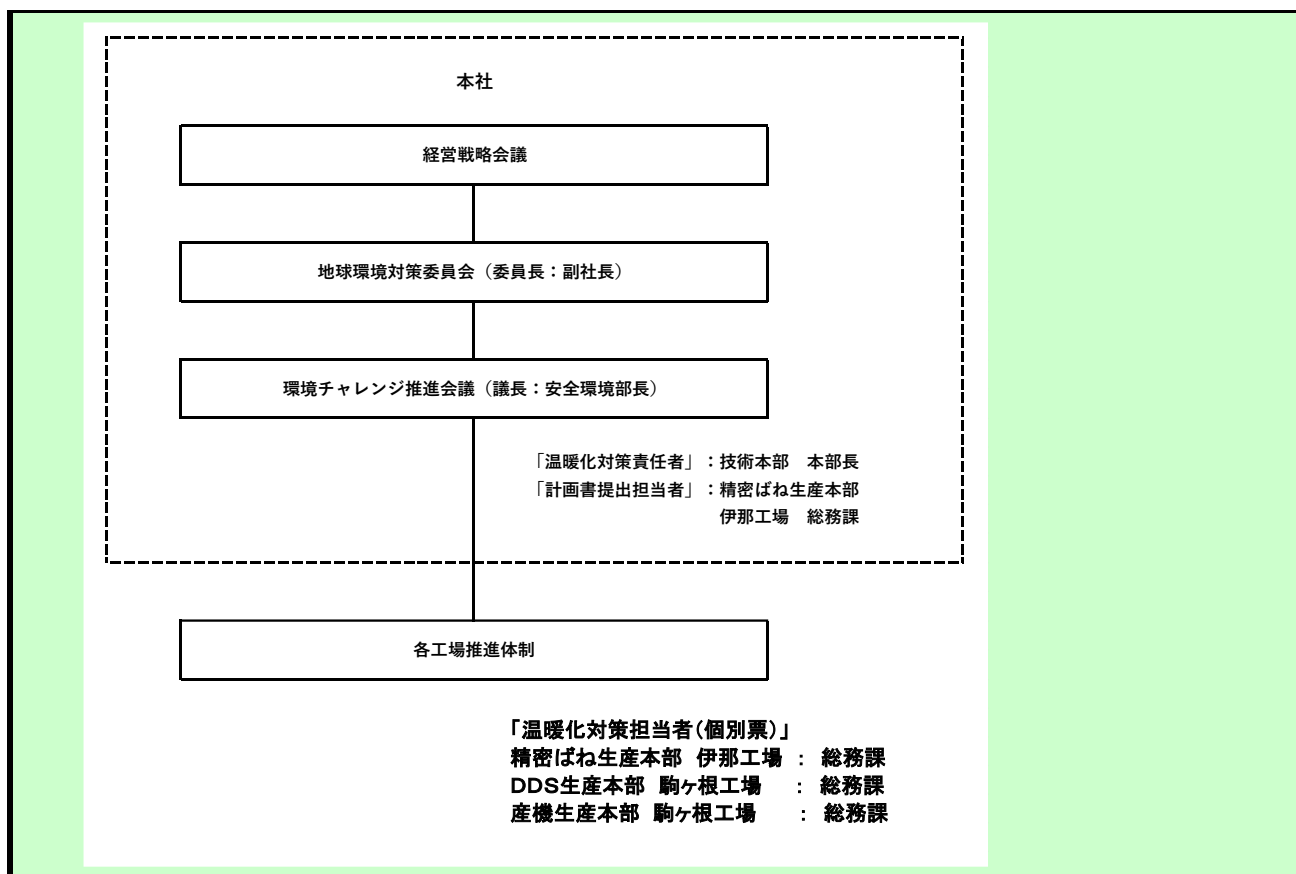 本社
経営戦略会議
地球環境対策委員会（委員長：副社長）
環境チャレンジ推進会議（議長：安全環境部長）
「温暖化対策責任者」：技術本部　本部長
「計画書提出担当者」：精密ばね生産本部
伊那工場　総務課
各工場推進体制
「温暖化対策担当者（個別票）」
精密ばね生産本部 伊那工場 ： 総務課
DDS生産本部 駒ヶ根工場 ： 総務課
産機生産本部 駒ヶ根工場 ： 総務課